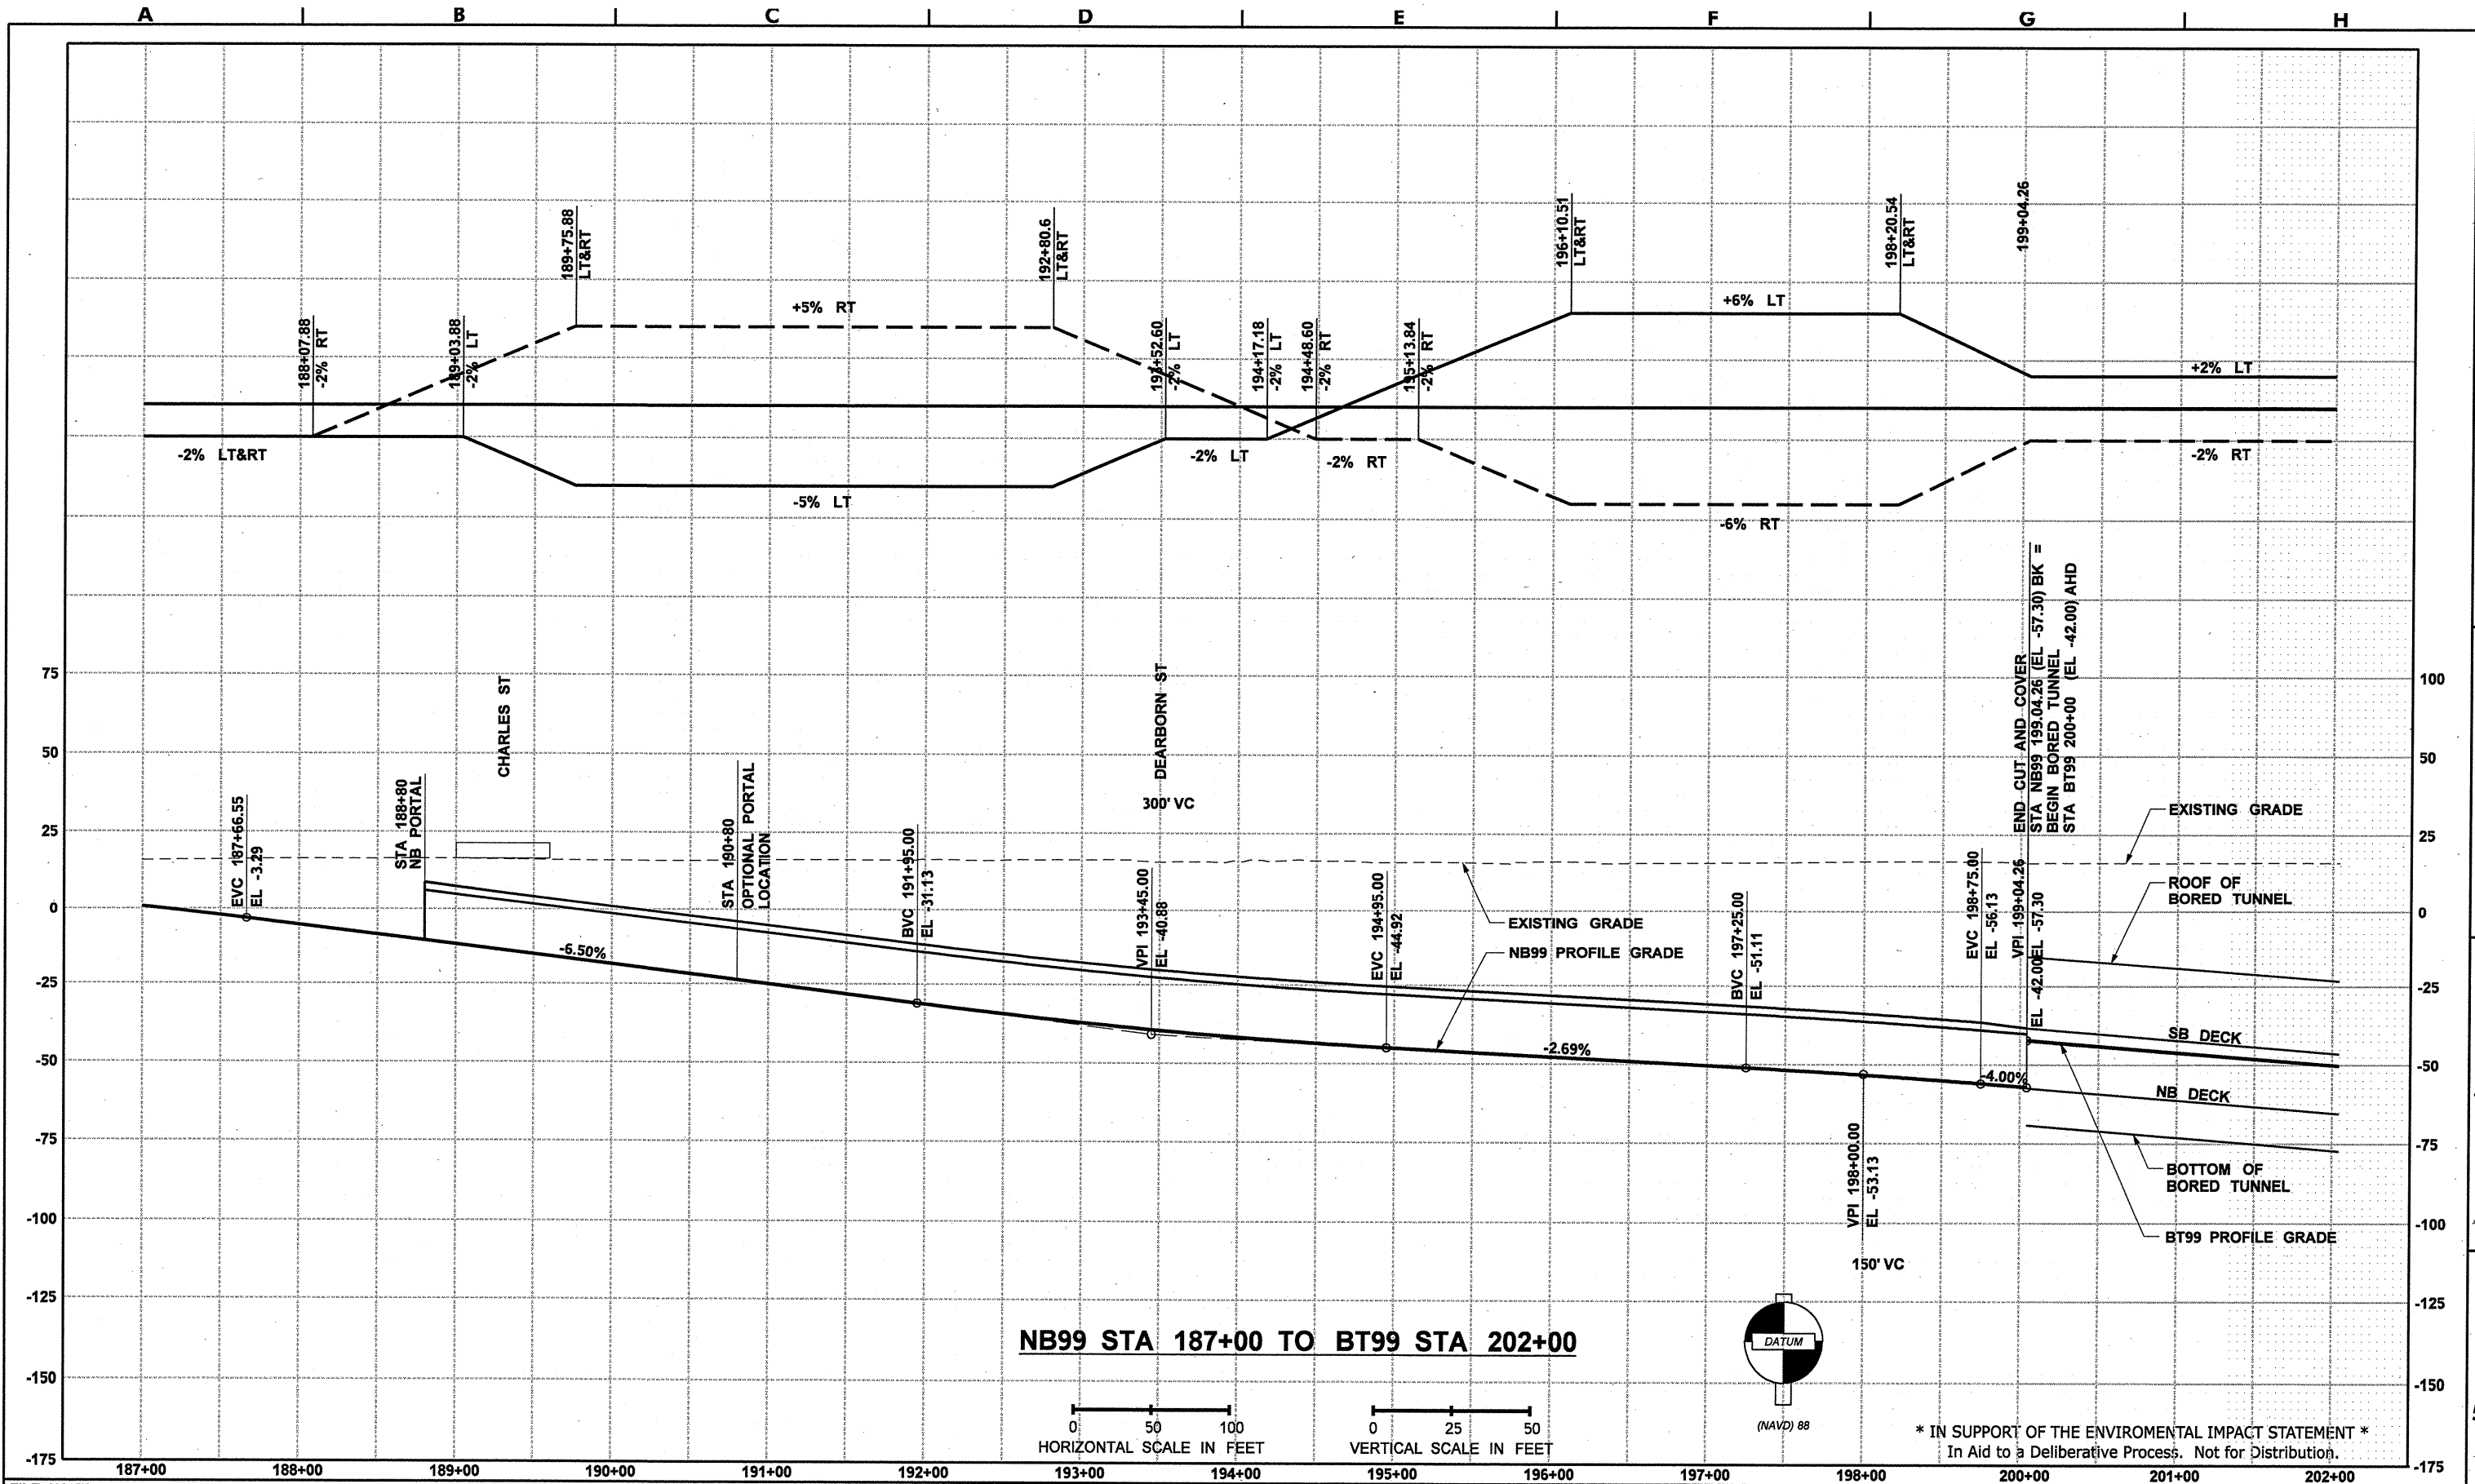 A B C D E F G H
188+07.88
-2% RT
189+03.88
-2% LT
189+75.88
LT&RT
192+80.6
LT&RT
193+52.60
-2% LT
194+17.18
-2% LT
194+48.60
-2% RT
195+13.84
-2% RT
196+10.51
LT&RT
198+20.54
LT&RT
199+04.26
+5% RT
+6% LT
+2% LT
-2% LT&RT
-2% LT
-2% RT
-2% RT
-5% LT
-6% RT
75
50
25
0
-25
-50
-75
-100
-125
-150
-175
EVC 187+66.55
EL -3.29
STA 188+80
NB PORTAL
CHARLES ST
STA 190+80
OPTIONAL PORTAL
LOCATION
BVC 191+95.00
EL -31.13
DEARBORN ST
300' VC
VPI 193+45.00
EL -40.88
EVC 194+95.00
EL -44.92
BVC 197+25.00
EL -51.11
VPI 198+00.00
EL -53.13
150' VC
EVC 198+75.00
EL -56.13
VPI 199+04.26
EL -57.30
EL -42.00
END CUT AND COVER
STA NB99 199.04.26 (EL -57.30) BK =
BEGIN BORED TUNNEL
STA BT99 200+00 (EL -42.00) AHD
-6.50%
-2.69%
-4.00%
EXISTING GRADE
NB99 PROFILE GRADE
EXISTING GRADE
ROOF OF
BORED TUNNEL
SB DECK
NB DECK
BOTTOM OF
BORED TUNNEL
BT99 PROFILE GRADE
100
50
25
0
-25
-50
-75
-100
-125
-150
-175
NB99 STA 187+00 TO BT99 STA 202+00
0 50 100
HORIZONTAL SCALE IN FEET
0 25 50
VERTICAL SCALE IN FEET
DATUM
(NAVD) 88
* IN SUPPORT OF THE ENVIROMENTAL IMPACT STATEMENT *
In Aid to a Deliberative Process. Not for Distribution.
187+00 188+00 189+00 190+00 191+00 192+00 193+00 194+00 195+00 196+00 197+00 198+00 200+00 201+00 202+00